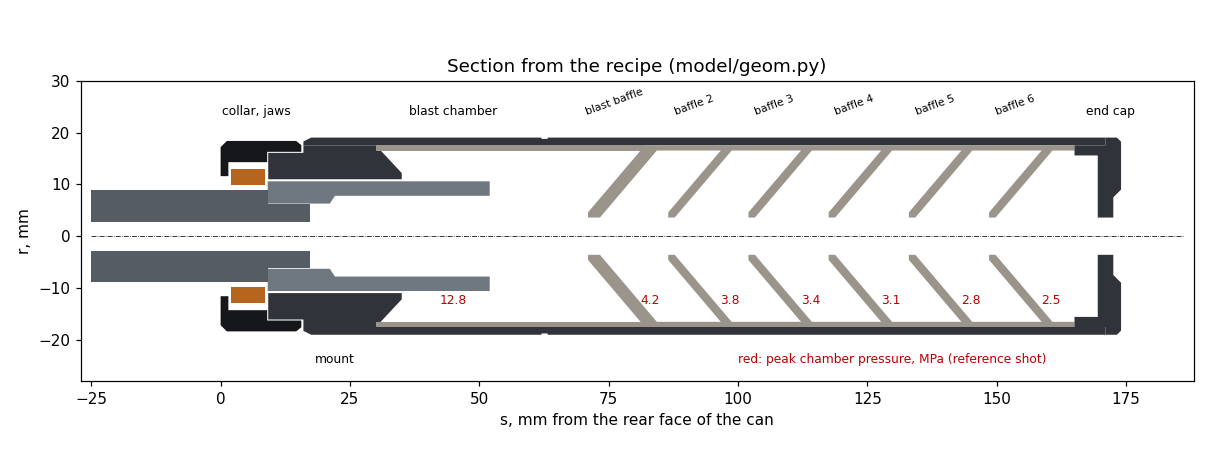 Section from the recipe (model/geom.py)
collar, jaws
blast chamber
blast baffle
baffle 2
baffle 3
baffle 4
baffle 5
baffle 6
end cap
12.8
4.2
3.8
3.4
3.1
2.8
2.5
mount
red: peak chamber pressure, MPa (reference shot)
30
20
10
0
−10
−20
r, mm
−25
0
25
50
75
100
125
150
175
s, mm from the rear face of the can